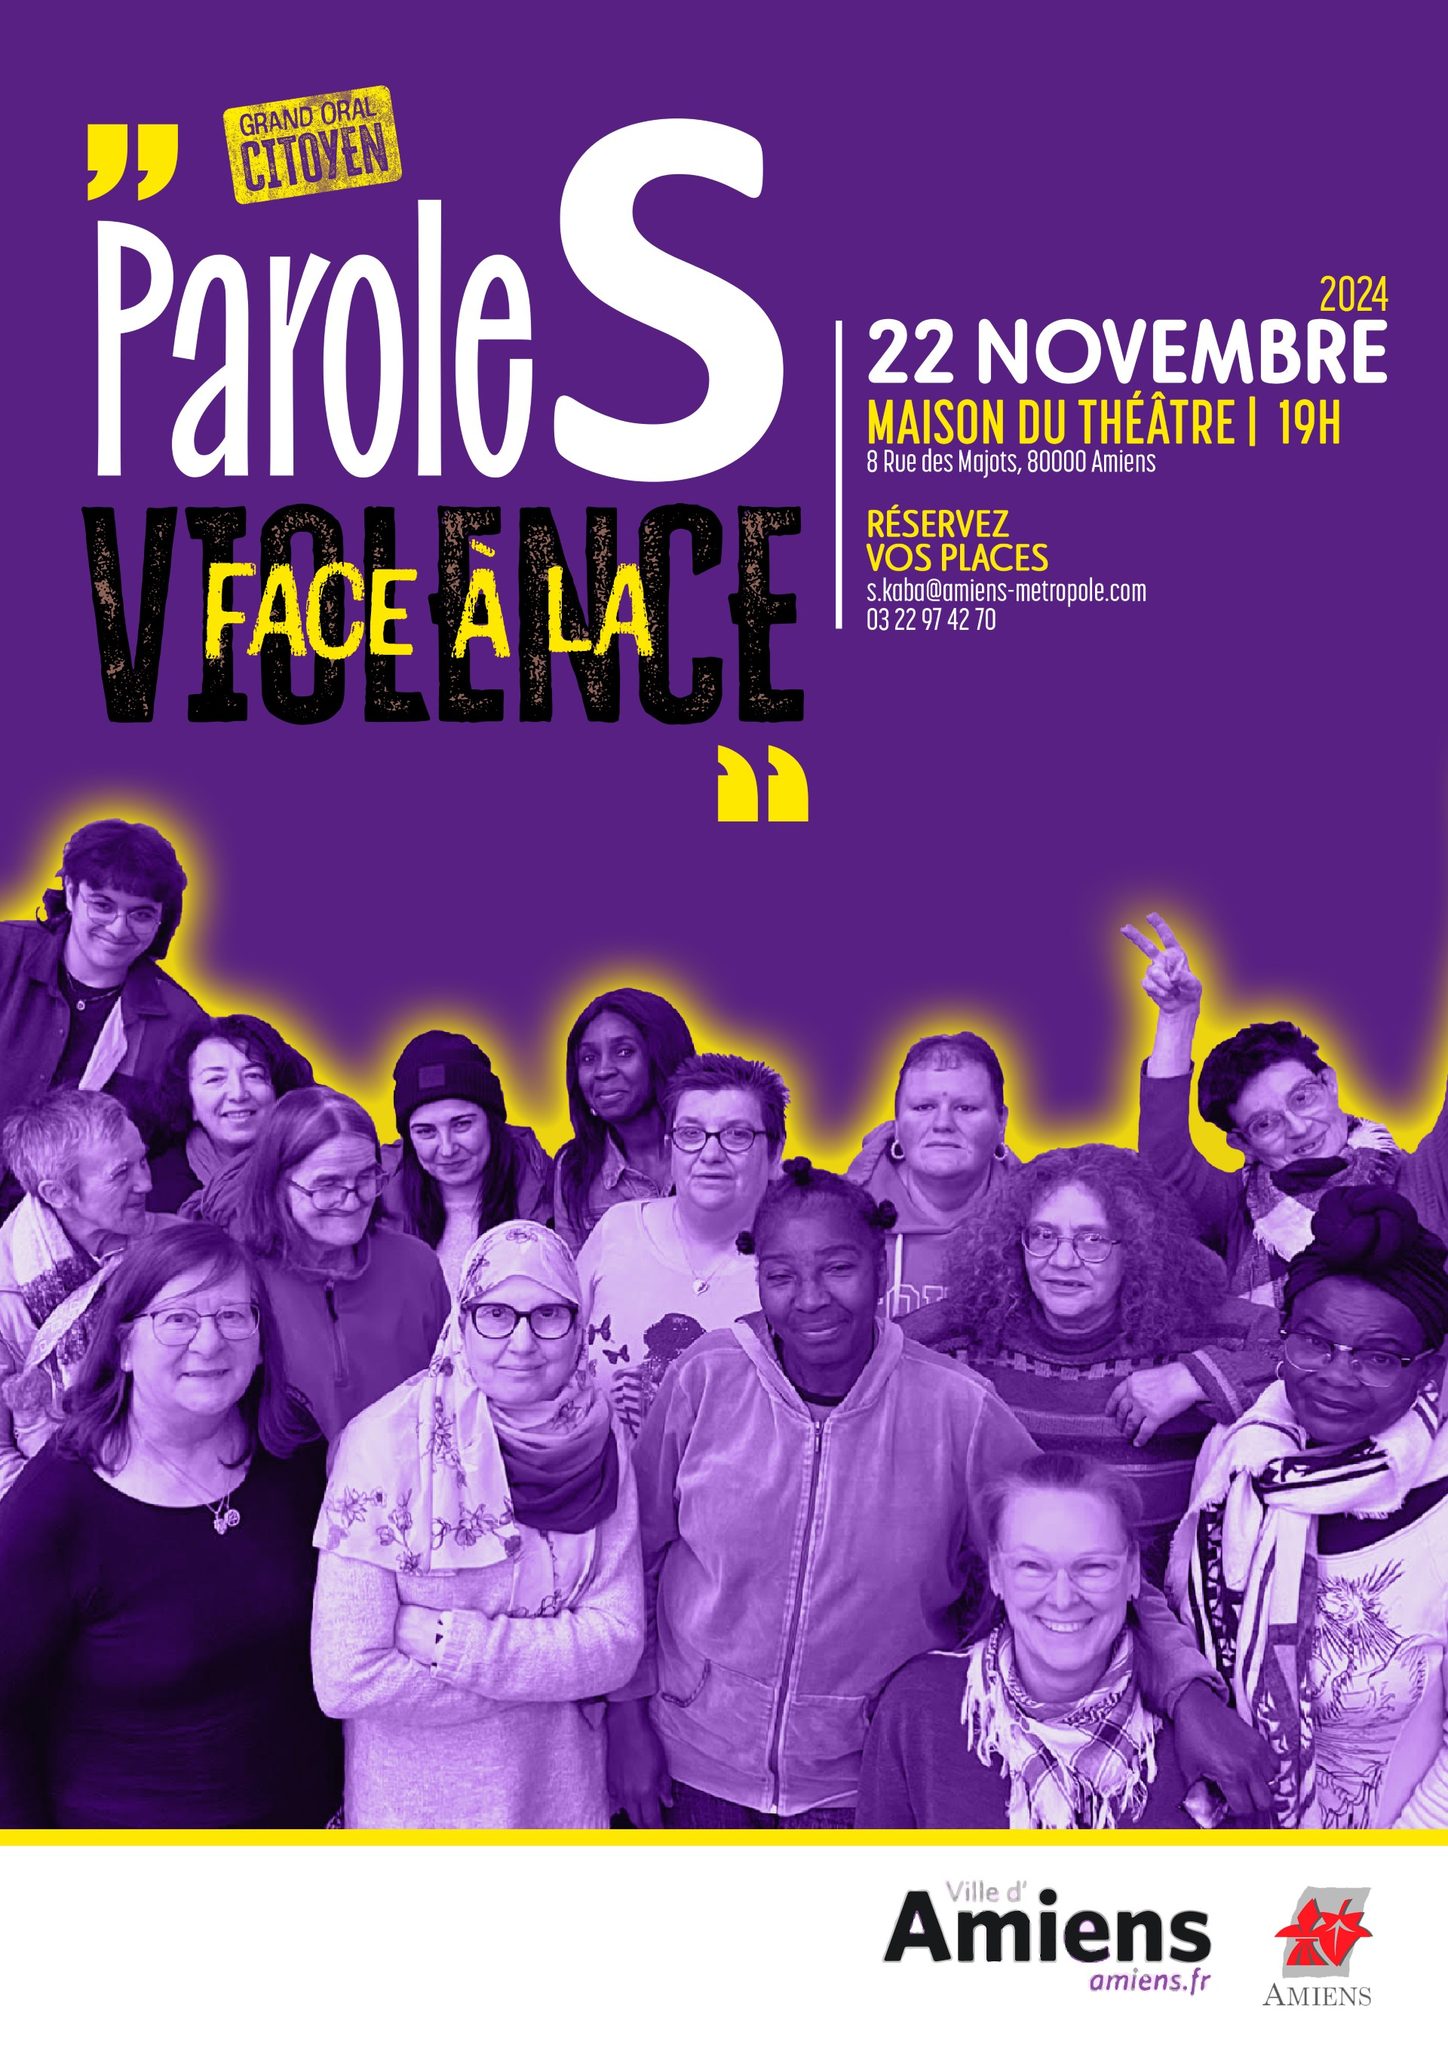 GRAND ORAL
CITOYEN
”
ParoleS
VIOLENCE
FACE À LA
“
2024
22 NOVEMBRE
MAISON DU THÉÂTRE | 19H
8 Rue des Majots, 80000 Amiens
RÉSERVEZ
VOS PLACES
s.kaba@amiens-metropole.com
03 22 97 42 70
Ville d'
Amiens
amiens.fr
AMIENS